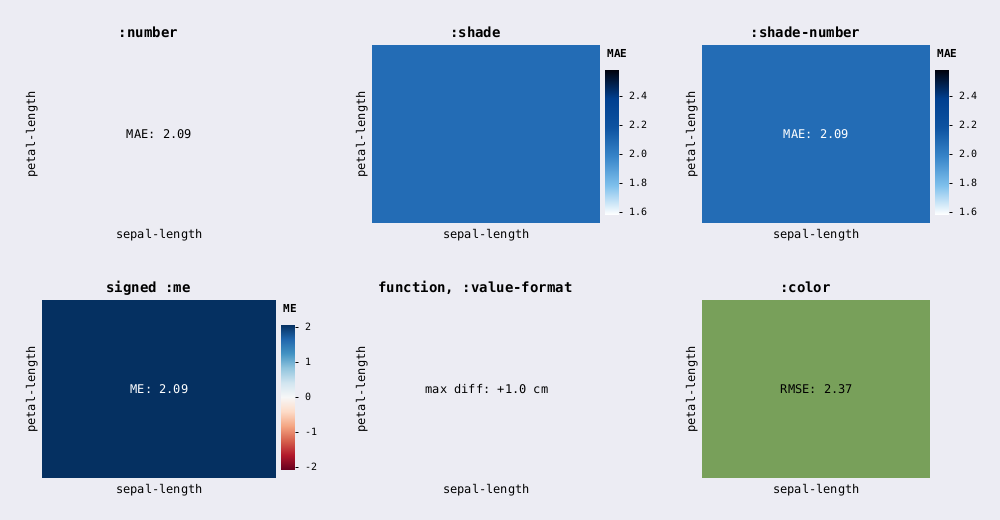 :number
petal-length
MAE: 2.09
sepal-length
:shade
petal-length
sepal-length
MAE
2.4
2.2
2.0
1.8
1.6
:shade-number
petal-length
MAE: 2.09
sepal-length
MAE
2.4
2.2
2.0
1.8
1.6
signed :me
petal-length
ME: 2.09
sepal-length
ME
2
1
0
-1
-2
function, :value-format
petal-length
max diff: +1.0 cm
sepal-length
:color
petal-length
RMSE: 2.37
sepal-length